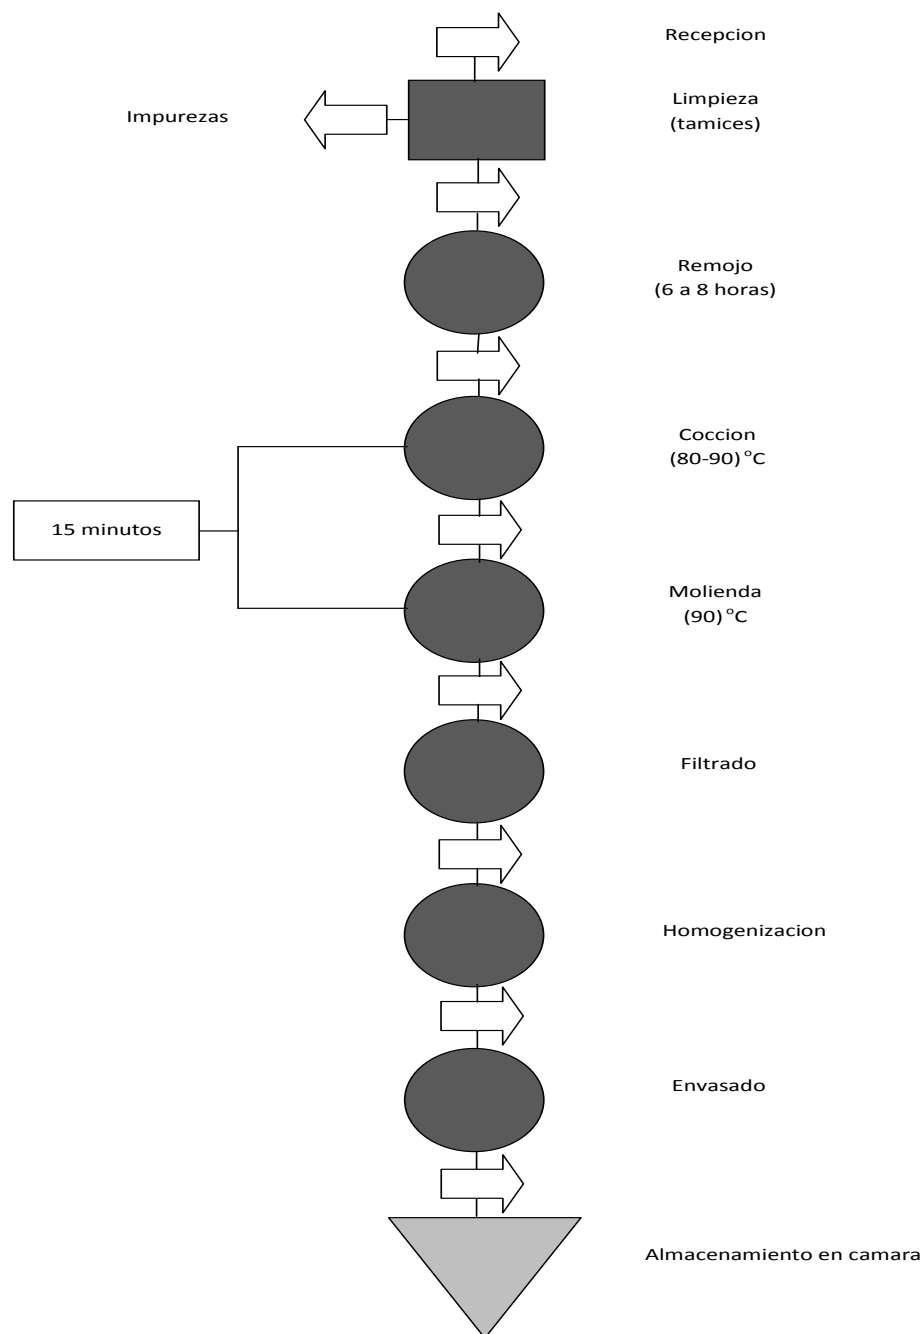 Recepcion
Impurezas
Limpieza
(tamices)
Remojo
(6 a 8 horas)
Coccion
(80-90) °C
15 minutos
Molienda
(90) °C
Filtrado
Homogenizacion
Envasado
Almacenamiento en camara